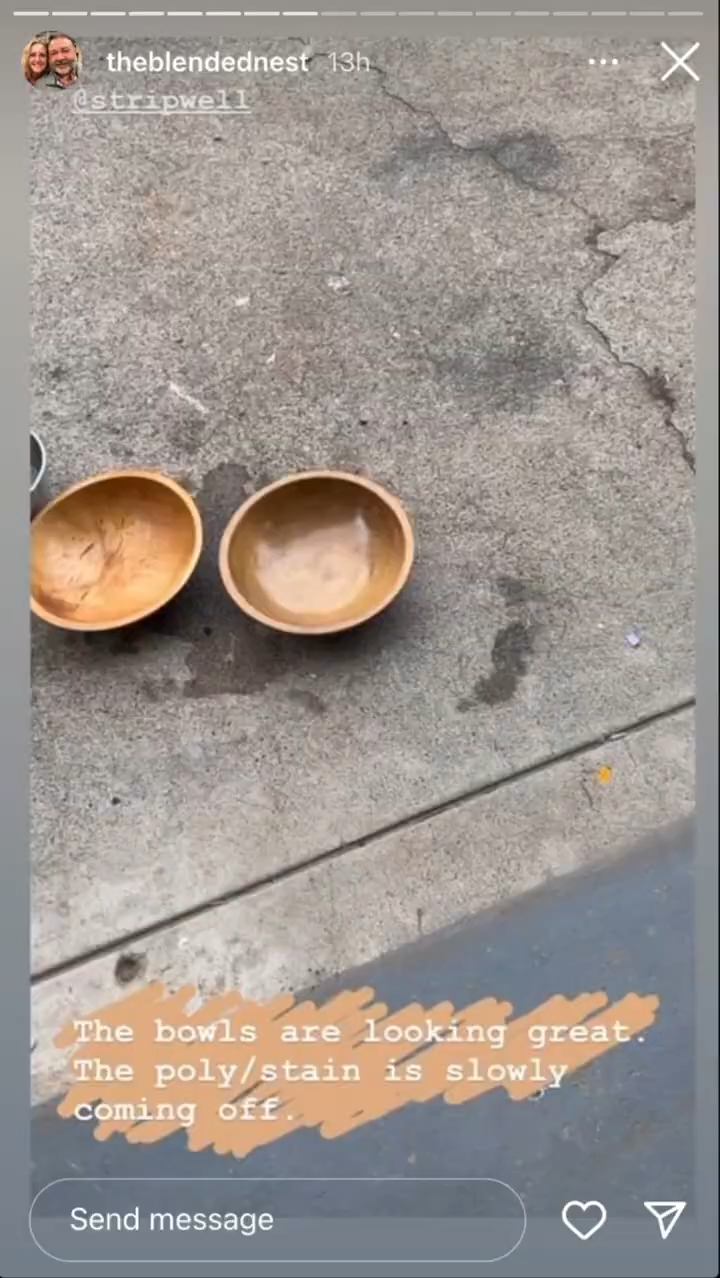 theblendednest 13h
@stripwell
The bowls are looking great.
The poly/stain is slowly
coming off.
Send message